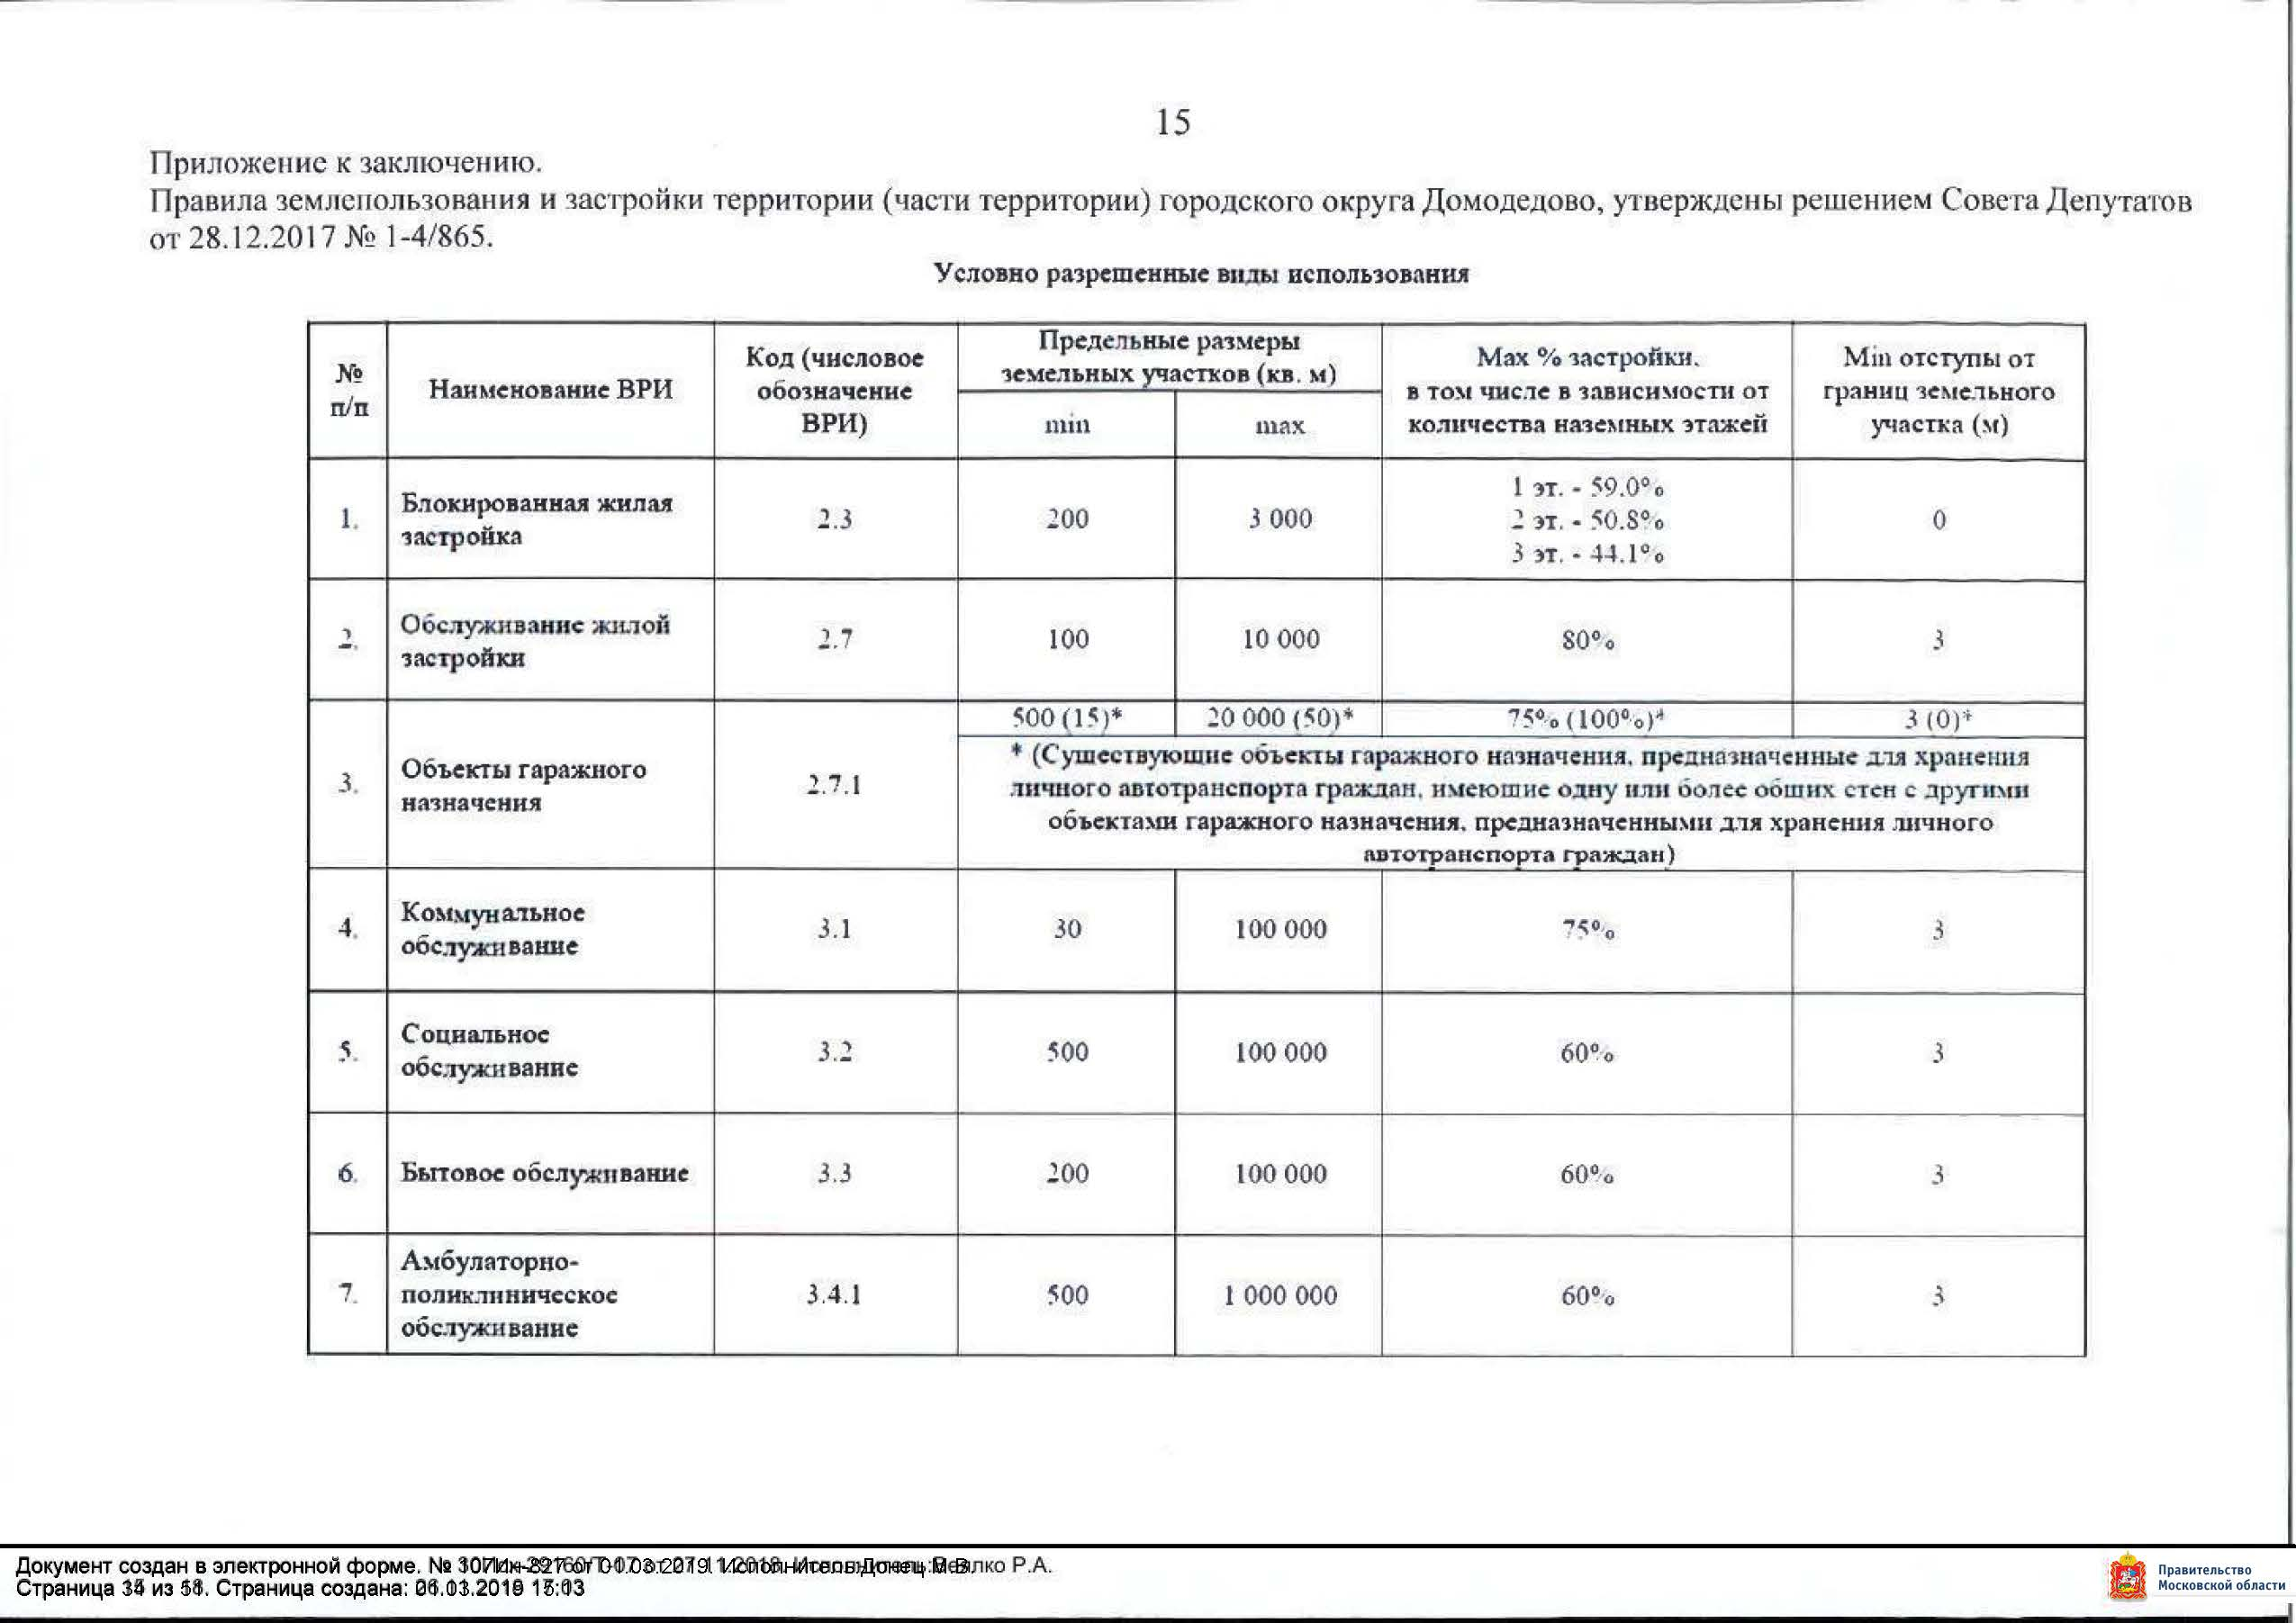 15
Приложение к заключению.
Правила землепользования и застройки территории (части территории) городского округа Домодедово, утверждены решением Совета Депутатов
от 28.12.2017 № 1-4/865.
Условно разрешенные виды использования
№
п/п
Наименование ВРИ
Код (числовое
обозначение
ВРИ)
Предельные размеры
земельных участков (кв. м)
min
max
Max % застройки,
в том числе в зависимости от
количества наземных этажей
Min отступы от
границ земельного
участка (м)
1.
Блокированная жилая
застройка
2.3
200
3 000
1 эт. - 59.0%
2 эт. - 50.8%
3 эт. - 44.1%
0
2.
Обслуживание жилой
застройки
2.7
100
10 000
80%
3
3.
Объекты гаражного
назначения
2.7.1
500 (15)*
20 000 (50)*
75% (100%)*
3 (0)*
* (Существующие объекты гаражного назначения, предназначенные для хранения
личного автотранспорта граждан, имеющие одну или более общих стен с другими
объектами гаражного назначения, предназначенными для хранения личного
автотранспорта граждан)
4.
Коммунальное
обслуживание
3.1
30
100 000
75%
3
5.
Социальное
обслуживание
3.2
500
100 000
60%
3
6.
Бытовое обслуживание
3.3
200
100 000
60%
3
7.
Амбулаторно-
поликлиническое
обслуживание
3.4.1
500
1 000 000
60%
3
Документ создан в электронной форме. № Р.А.
Страница из Страница создана:
Правительство
Московской области